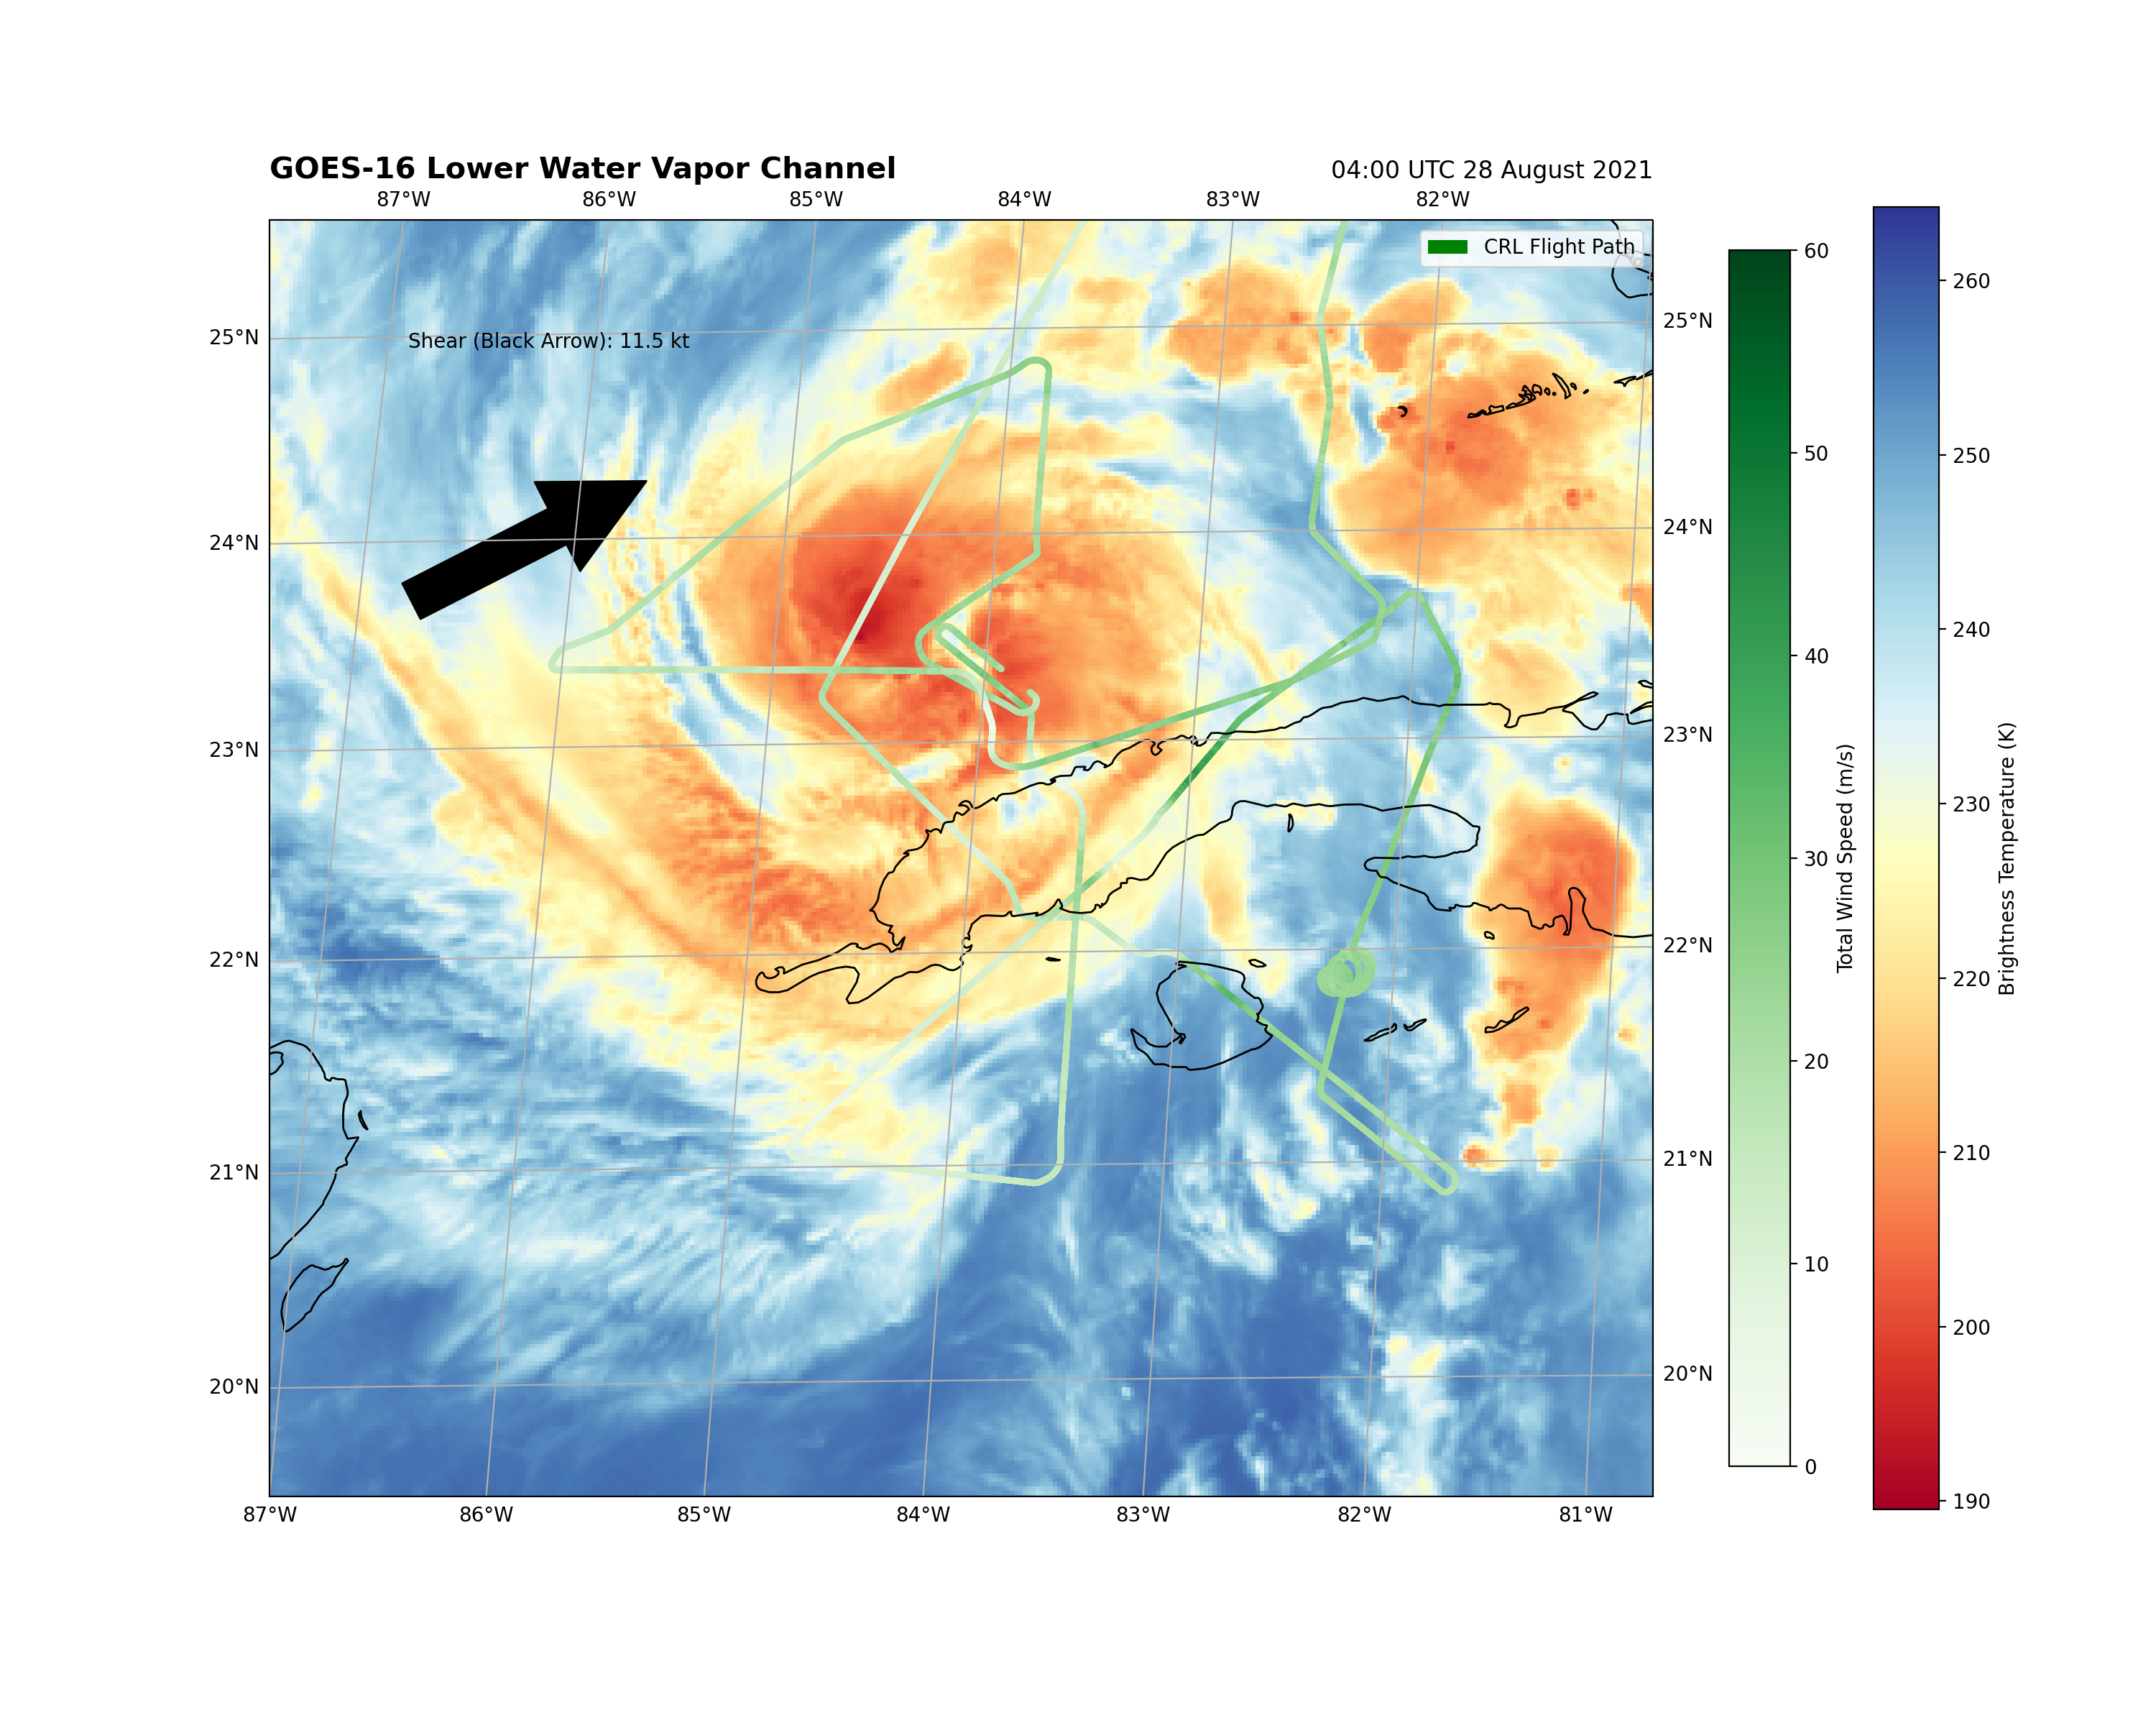 GOES-16 Lower Water Vapor Channel
04:00 UTC 28 August 2021
87°W 86°W 85°W 84°W 83°W 82°W
CRL Flight Path
Shear (Black Arrow): 11.5 kt
25°N
24°N
23°N
22°N
21°N
20°N
25°N
24°N
23°N
22°N
21°N
20°N
87°W 86°W 85°W 84°W 83°W 82°W 81°W
60
50
40
30
20
10
0
Total Wind Speed (m/s)
260
250
240
230
220
210
200
190
Brightness Temperature (K)